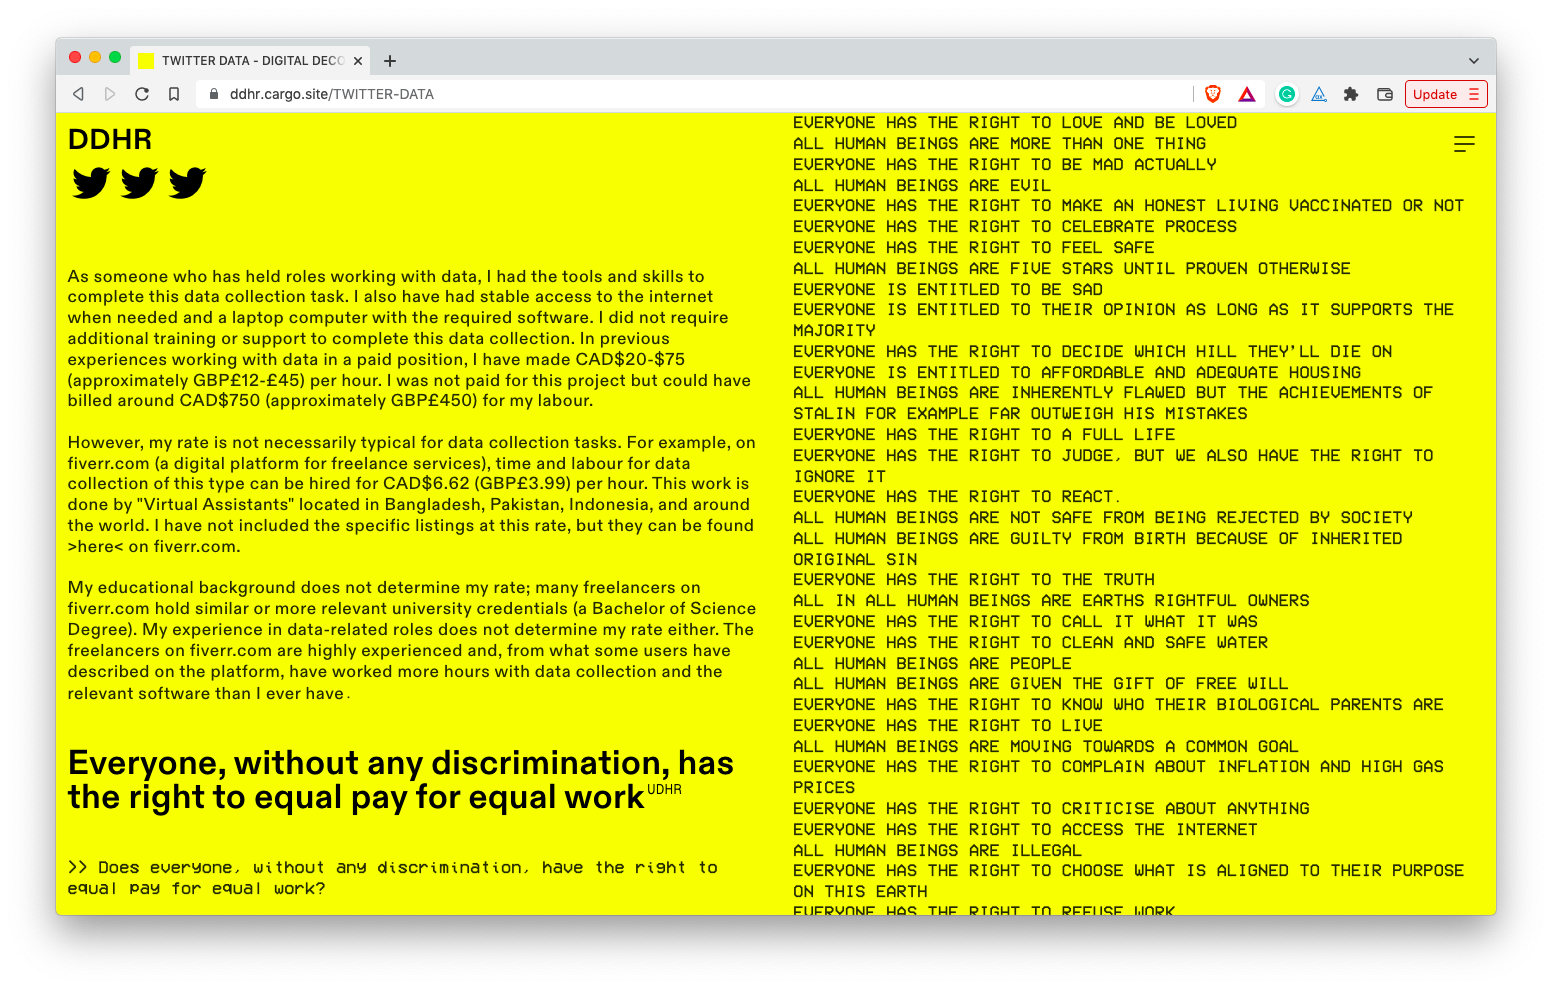 TWITTER DATA - DIGITAL DECO
ddhr.cargo.site/TWITTER-DATA
Update
DDHR
As someone who has held roles working with data, I had the tools and skills to
complete this data collection task. I also have had stable access to the internet
when needed and a laptop computer with the required software. I did not require
additional training or support to complete this data collection. In previous
experiences working with data in a paid position, I have made CAD$20-$75
(approximately GBP£12-£45) per hour. I was not paid for this project but could have
billed around CAD$750 (approximately GBP£450) for my labour.
However, my rate is not necessarily typical for data collection tasks. For example, on
fiverr.com (a digital platform for freelance services), time and labour for data
collection of this type can be hired for CAD$6.62 (GBP£3.99) per hour. This work is
done by "Virtual Assistants" located in Bangladesh, Pakistan, Indonesia, and around
the world. I have not included the specific listings at this rate, but they can be found
>here< on fiverr.com.
My educational background does not determine my rate; many freelancers on
fiverr.com hold similar or more relevant university credentials (a Bachelor of Science
Degree). My experience in data-related roles does not determine my rate either. The
freelancers on fiverr.com are highly experienced and, from what some users have
described on the platform, have worked more hours with data collection and the
relevant software than I ever have.
Everyone, without any discrimination, has
the right to equal pay for equal work UDHR
>> Does everyone, without any discrimination, have the right to
equal pay for equal work?
EVERYONE HAS THE RIGHT TO LOVE AND BE LOVED
ALL HUMAN BEINGS ARE MORE THAN ONE THING
EVERYONE HAS THE RIGHT TO BE MAD ACTUALLY
ALL HUMAN BEINGS ARE EVIL
EVERYONE HAS THE RIGHT TO MAKE AN HONEST LIVING VACCINATED OR NOT
EVERYONE HAS THE RIGHT TO CELEBRATE PROCESS
EVERYONE HAS THE RIGHT TO FEEL SAFE
ALL HUMAN BEINGS ARE FIVE STARS UNTIL PROVEN OTHERWISE
EVERYONE IS ENTITLED TO BE SAD
EVERYONE IS ENTITLED TO THEIR OPINION AS LONG AS IT SUPPORTS THE
MAJORITY
EVERYONE HAS THE RIGHT TO DECIDE WHICH HILL THEY'LL DIE ON
EVERYONE IS ENTITLED TO AFFORDABLE AND ADEQUATE HOUSING
ALL HUMAN BEINGS ARE INHERENTLY FLAWED BUT THE ACHIEVEMENTS OF
STALIN FOR EXAMPLE FAR OUTWEIGH HIS MISTAKES
EVERYONE HAS THE RIGHT TO A FULL LIFE
EVERYONE HAS THE RIGHT TO JUDGE, BUT WE ALSO HAVE THE RIGHT TO
IGNORE IT
EVERYONE HAS THE RIGHT TO REACT.
ALL HUMAN BEINGS ARE NOT SAFE FROM BEING REJECTED BY SOCIETY
ALL HUMAN BEINGS ARE GUILTY FROM BIRTH BECAUSE OF INHERITED
ORIGINAL SIN
EVERYONE HAS THE RIGHT TO THE TRUTH
ALL IN ALL HUMAN BEINGS ARE EARTHS RIGHTFUL OWNERS
EVERYONE HAS THE RIGHT TO CALL IT WHAT IT WAS
EVERYONE HAS THE RIGHT TO CLEAN AND SAFE WATER
ALL HUMAN BEINGS ARE PEOPLE
ALL HUMAN BEINGS ARE GIVEN THE GIFT OF FREE WILL
EVERYONE HAS THE RIGHT TO KNOW WHO THEIR BIOLOGICAL PARENTS ARE
EVERYONE HAS THE RIGHT TO LIVE
ALL HUMAN BEINGS ARE MOVING TOWARDS A COMMON GOAL
EVERYONE HAS THE RIGHT TO COMPLAIN ABOUT INFLATION AND HIGH GAS
PRICES
EVERYONE HAS THE RIGHT TO CRITICISE ABOUT ANYTHING
EVERYONE HAS THE RIGHT TO ACCESS THE INTERNET
ALL HUMAN BEINGS ARE ILLEGAL
EVERYONE HAS THE RIGHT TO CHOOSE WHAT IS ALIGNED TO THEIR PURPOSE
ON THIS EARTH
EVERYONE HAS THE RIGHT TO REFUSE WORK